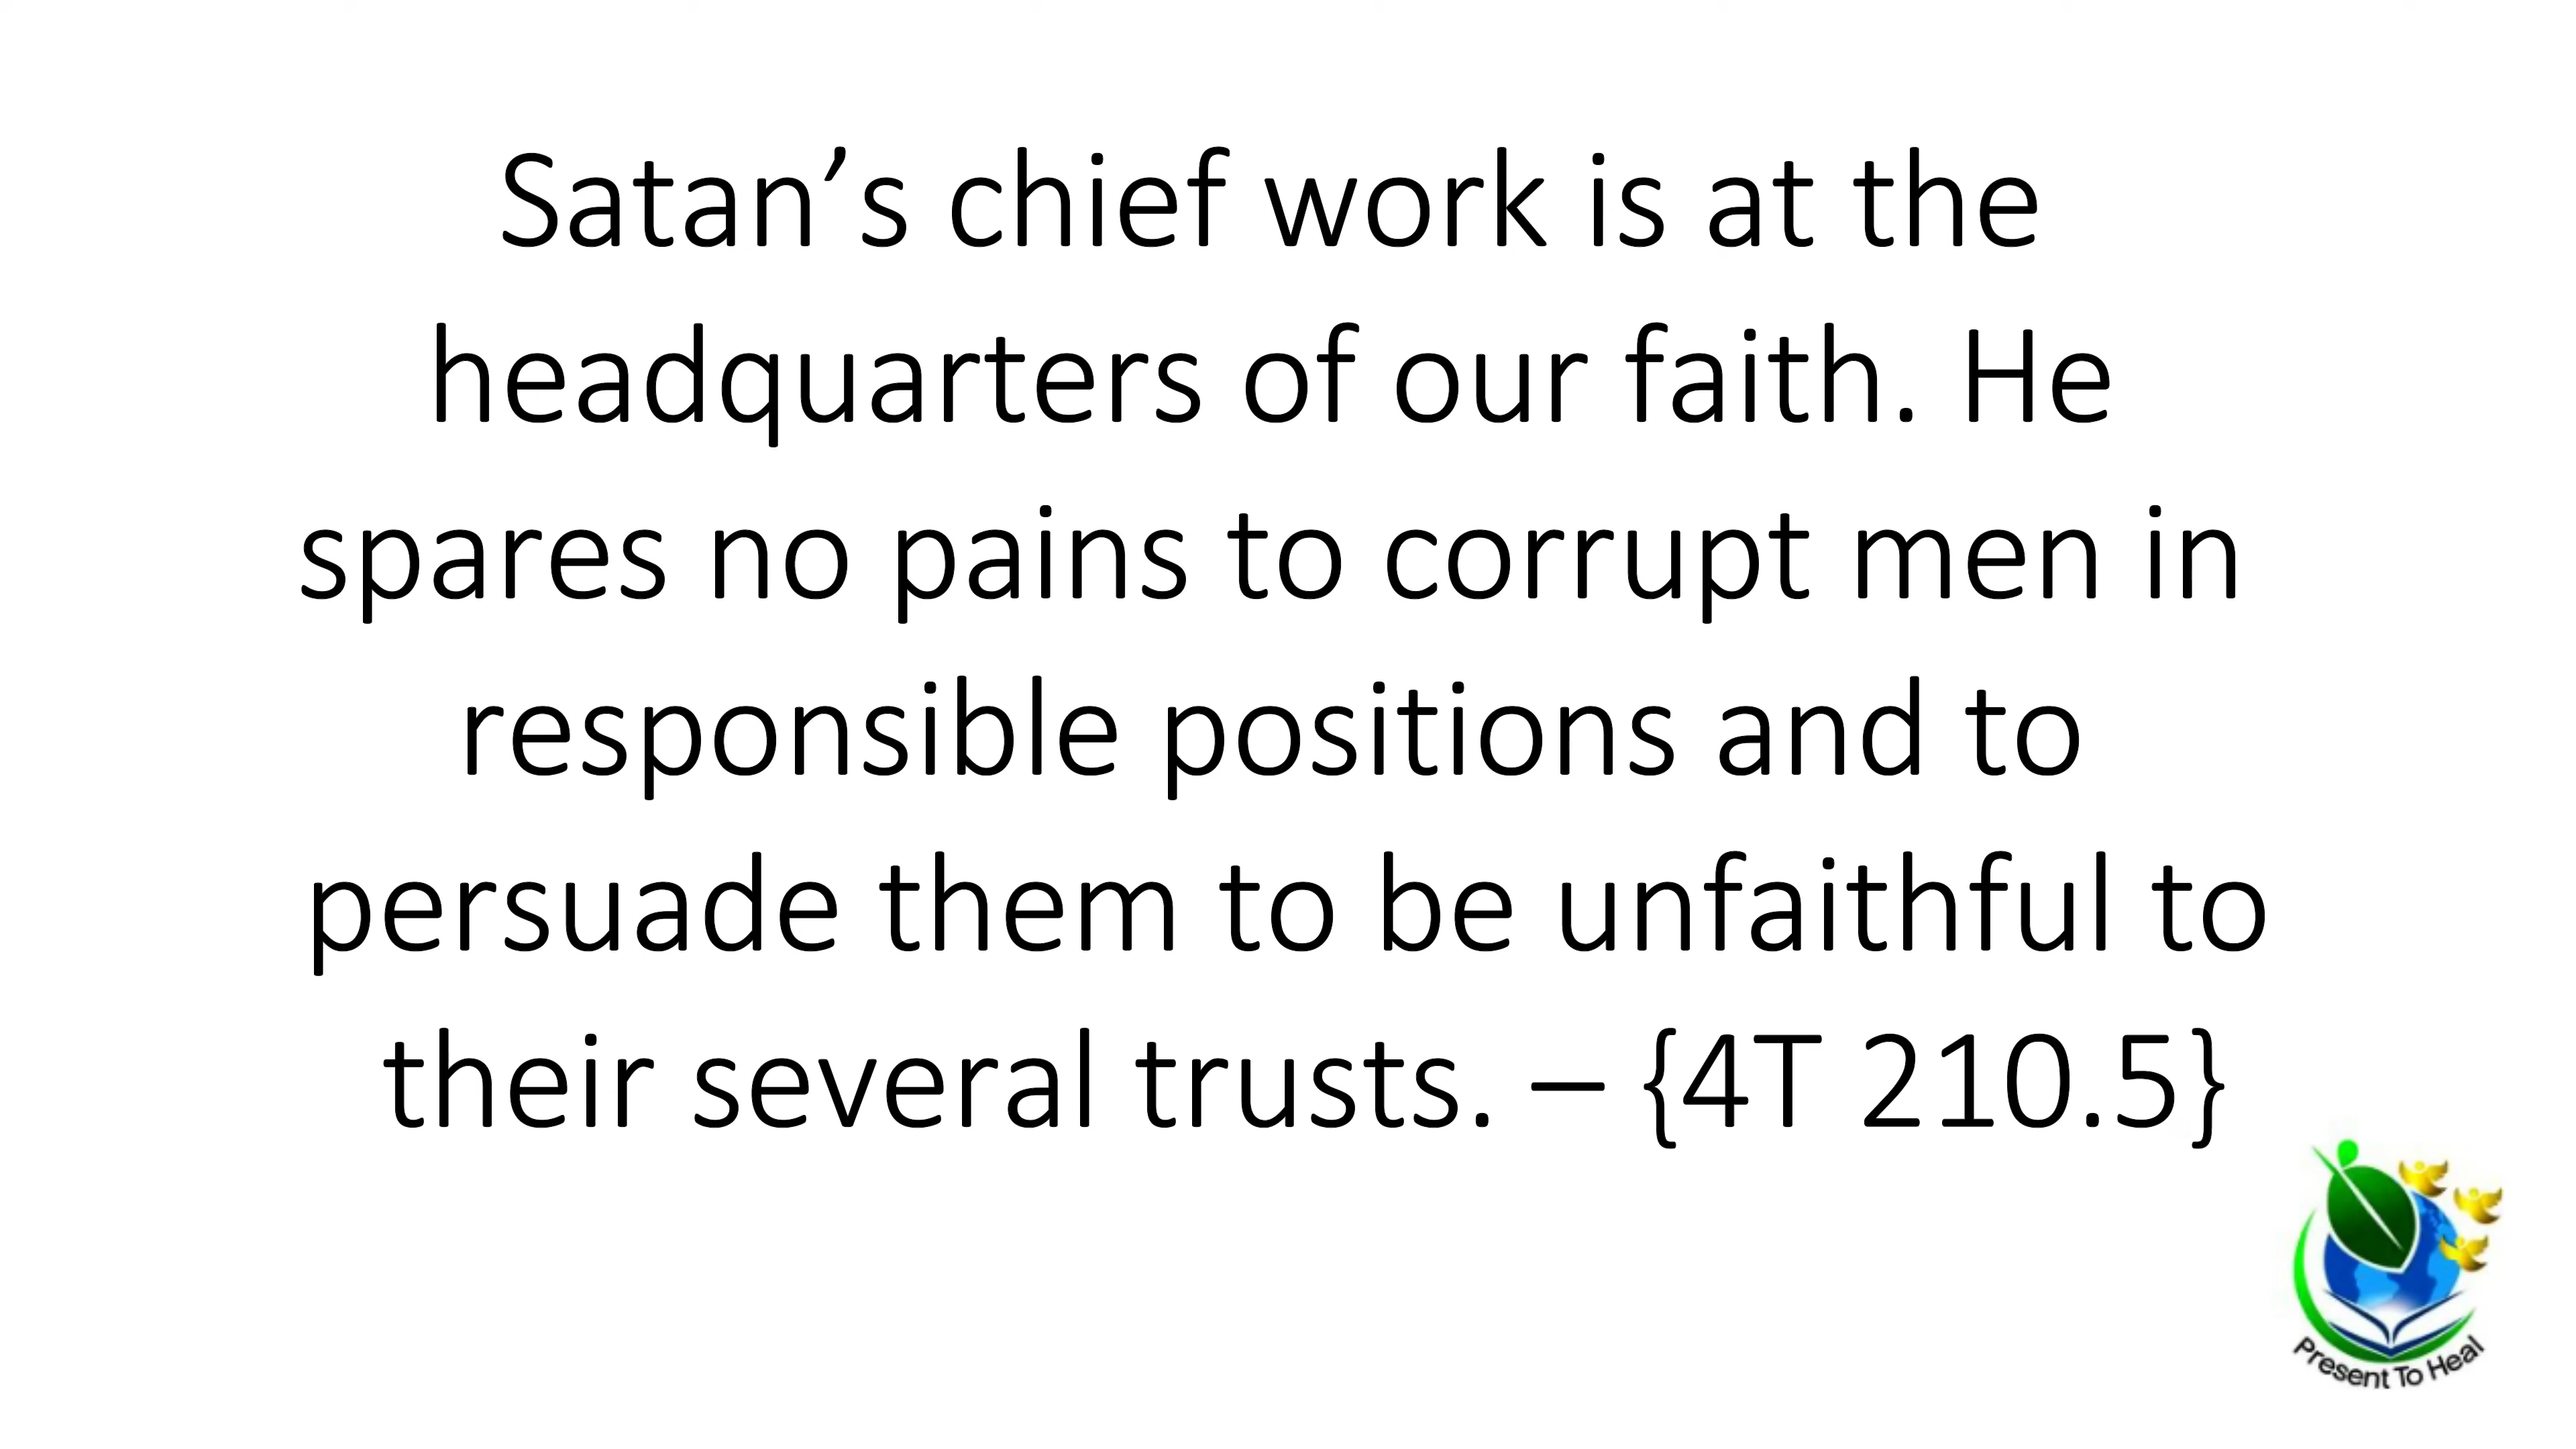 Satan’s chief work is at the
headquarters of our faith. He
spares no pains to corrupt men in
responsible positions and to
persuade them to be unfaithful to
their several trusts. – {4T 210.5}
Present To Heal